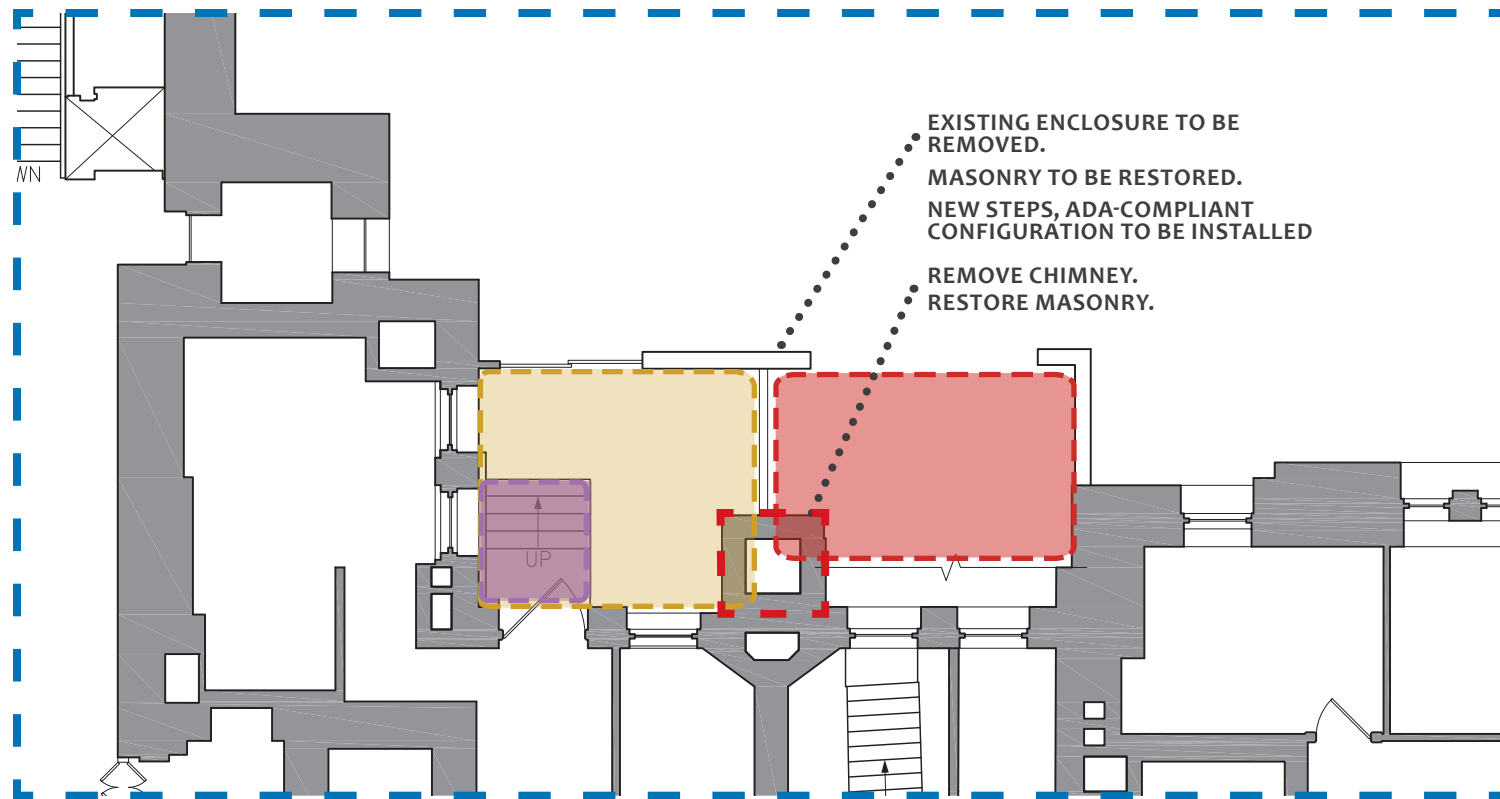 EXISTING ENCLOSURE TO BE
REMOVED.
MASONRY TO BE RESTORED.
NEW STEPS, ADA-COMPLIANT
CONFIGURATION TO BE INSTALLED
REMOVE CHIMNEY.
RESTORE MASONRY.
WN
UP